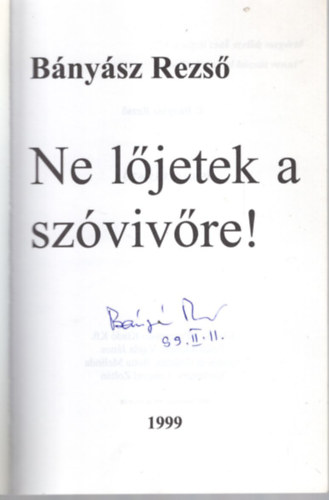 Bányász Rezső
Ne lőjetek a
szóvivőre!
99.II.11.
1999